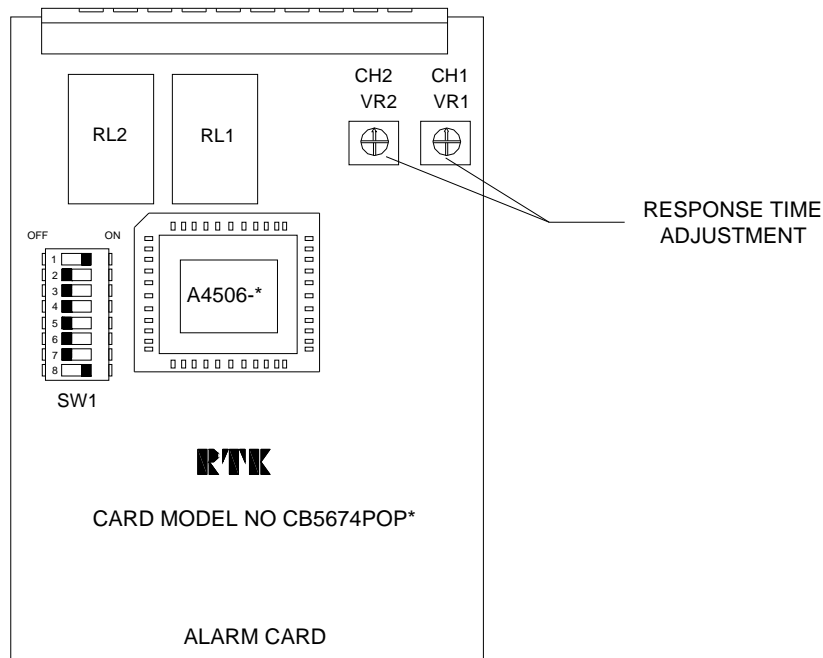 CH2 CH1
VR2 VR1
RL2 RL1
RESPONSE TIME
ADJUSTMENT
OFF ON
1
2
3
4
5
6
7
8
A4506-*
SW1
RTK
CARD MODEL NO CB5674POP*
ALARM CARD